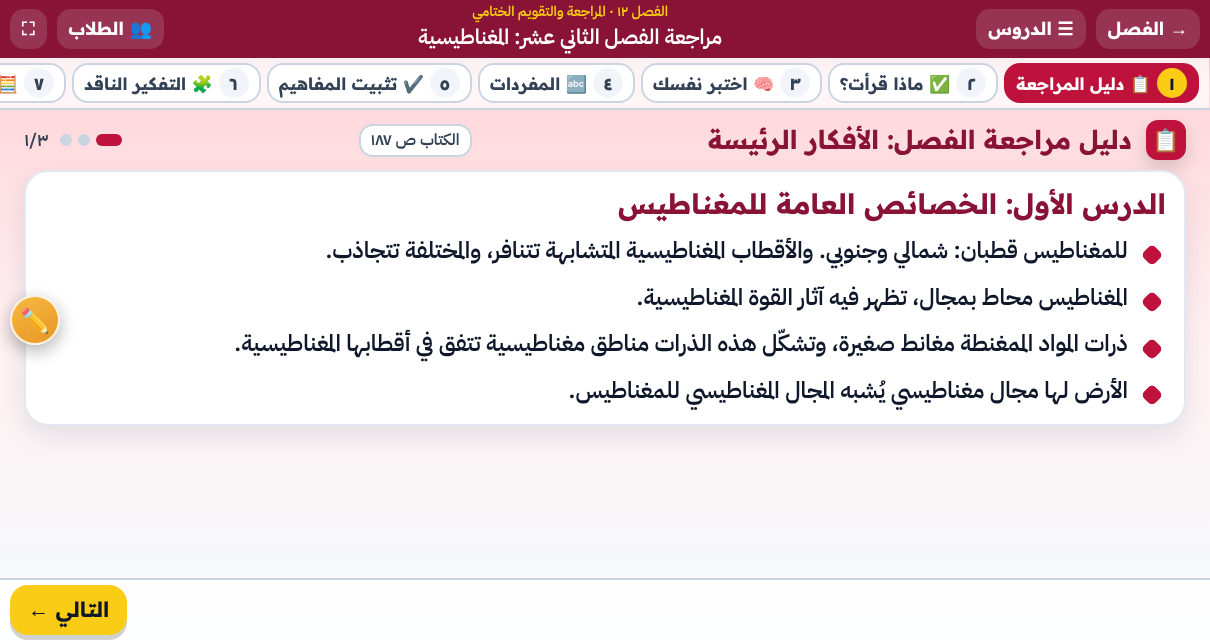 → الفصل
☰ الدروس
الفصل ١٢ · المراجعة والتقويم الختامي
مراجعة الفصل الثاني عشر: المغناطيسية
👥 الطلاب
١ 📋 دليل المراجعة
٢ ✅ ماذا قرأت؟
٣ 🧠 اختبر نفسك
٤ 🔤 المفردات
٥ ✔️ تثبيت المفاهيم
٦ 🧩 التفكير الناقد
٧
دليل مراجعة الفصل: الأفكار الرئيسة
الكتاب ص ١٨٧
١/٣
الدرس الأول: الخصائص العامة للمغناطيس
للمغناطيس قطبان: شمالي وجنوبي. والأقطاب المغناطيسية المتشابهة تتنافر، والمختلفة تتجاذب.
المغناطيس محاط بمجال، تظهر فيه آثار القوة المغناطيسية.
ذرات المواد الممغنطة مغانط صغيرة، وتشكّل هذه الذرات مناطق مغناطيسية تتفق في أقطابها المغناطيسية.
الأرض لها مجال مغناطيسي يُشبه المجال المغناطيسي للمغناطيس.
التالي ←